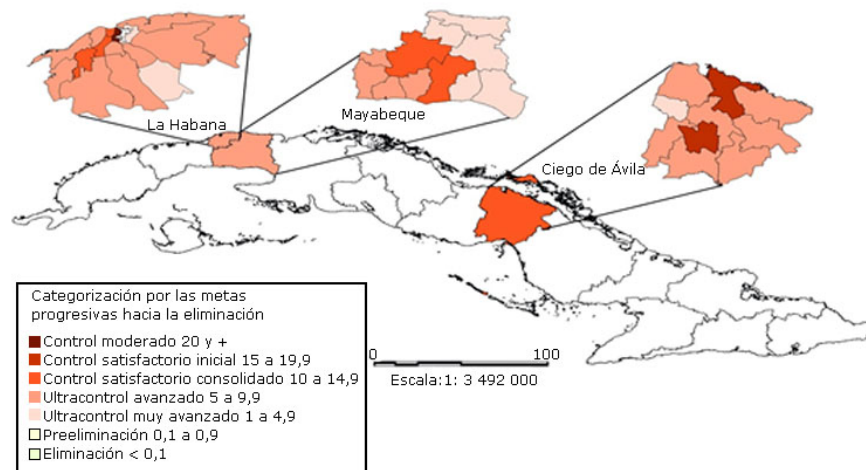 La Habana
Mayabeque
Ciego de Ávila
Categorización por las metas
progresivas hacia la eliminación
Control moderado 20 y +
Control satisfactorio inicial 15 a 19,9
Control satisfactorio consolidado 10 a 14,9
Ultracontrol avanzado 5 a 9,9
Ultracontrol muy avanzado 1 a 4,9
Preeliminación 0,1 a 0,9
Eliminación < 0,1
0 100
Escala:1: 3 492 000